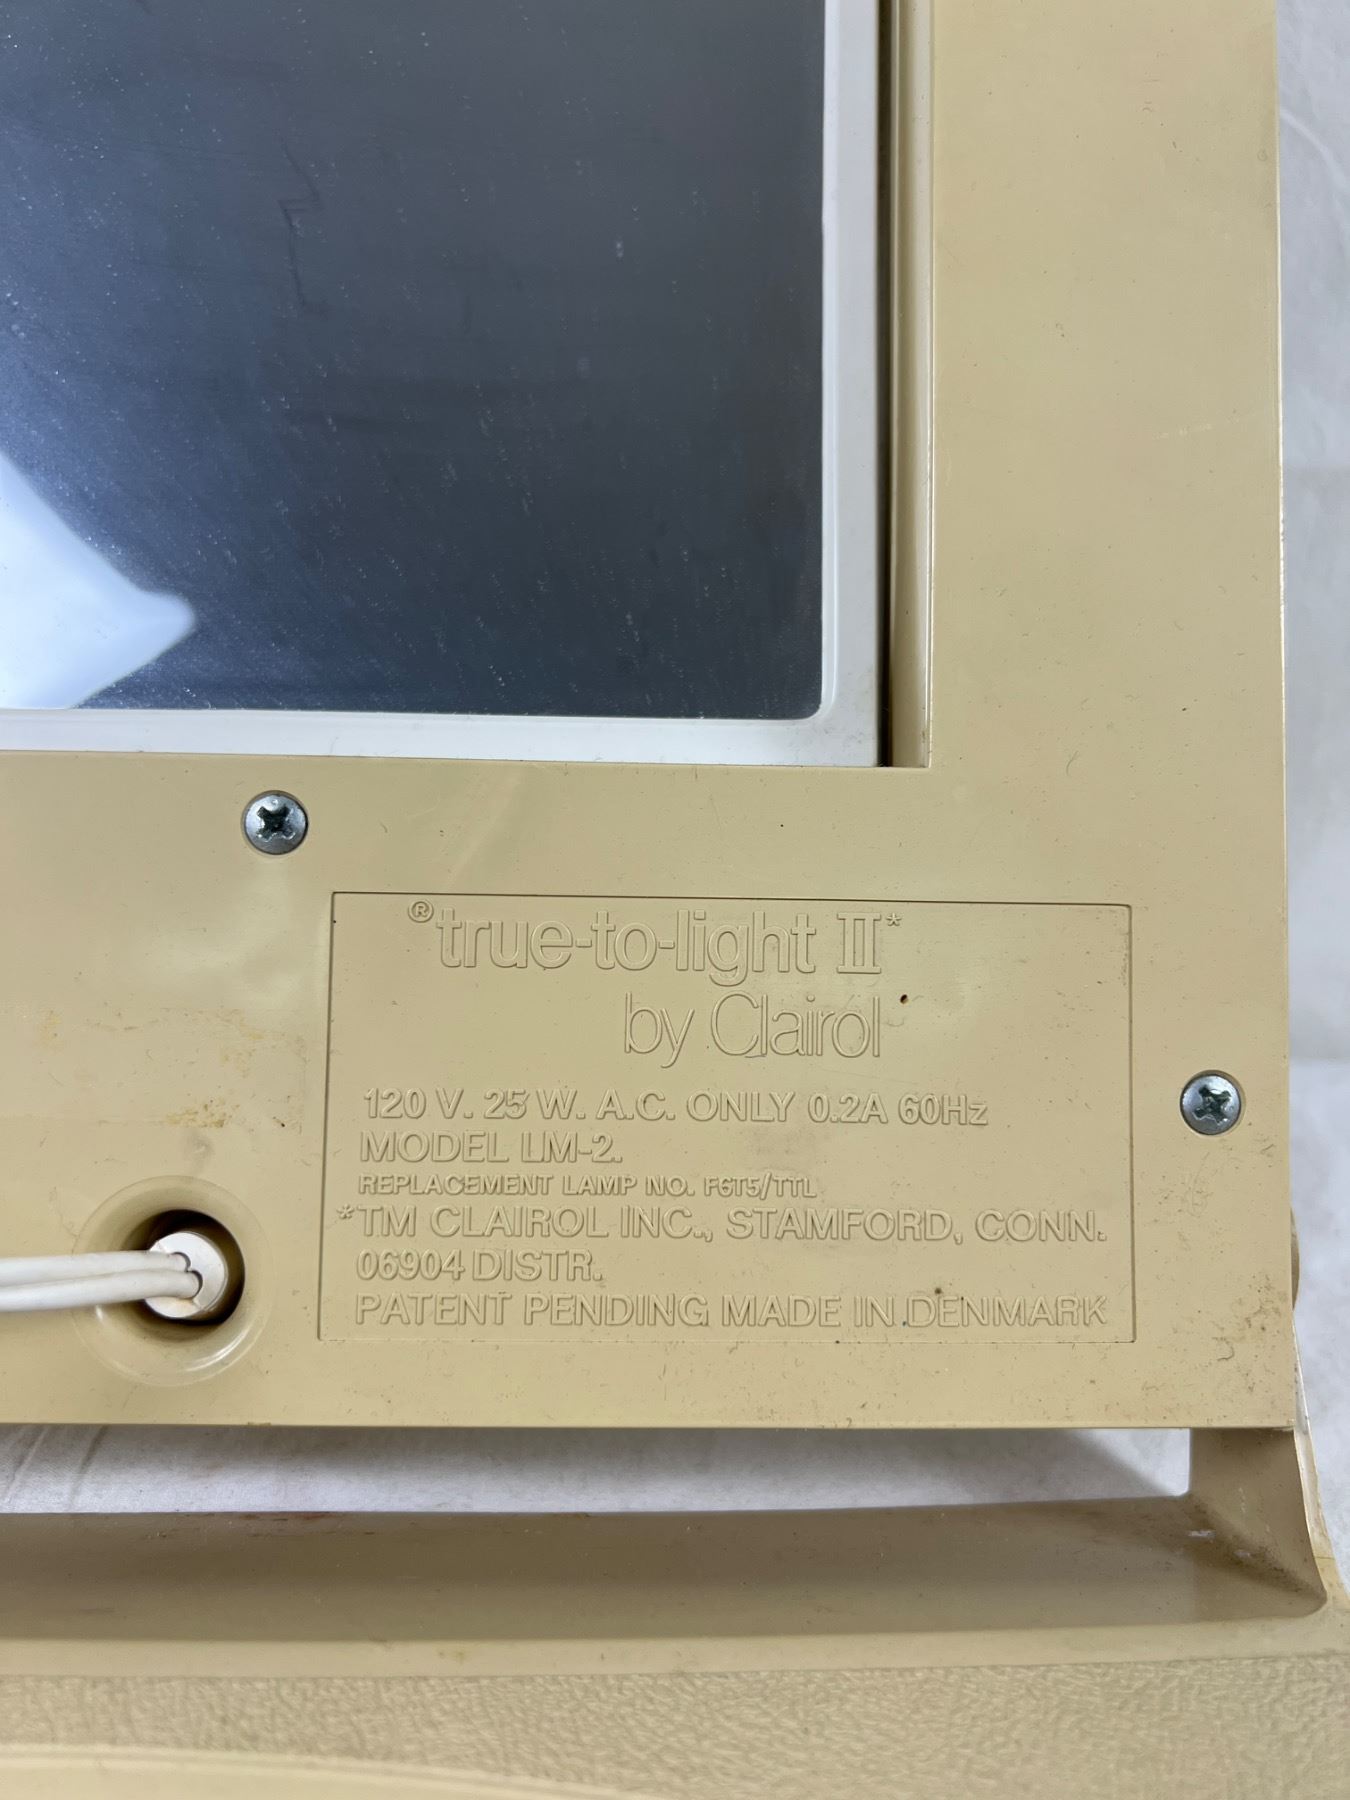 ® true-to-light II*
by Clairol
120 V. 25 W. A.C. ONLY 0.2A 60Hz
MODEL LM-2.
REPLACEMENT LAMP NO. F6T5/TTL
*TM CLAIROL INC., STAMFORD, CONN.
06904 DISTR.
PATENT PENDING MADE IN DENMARK